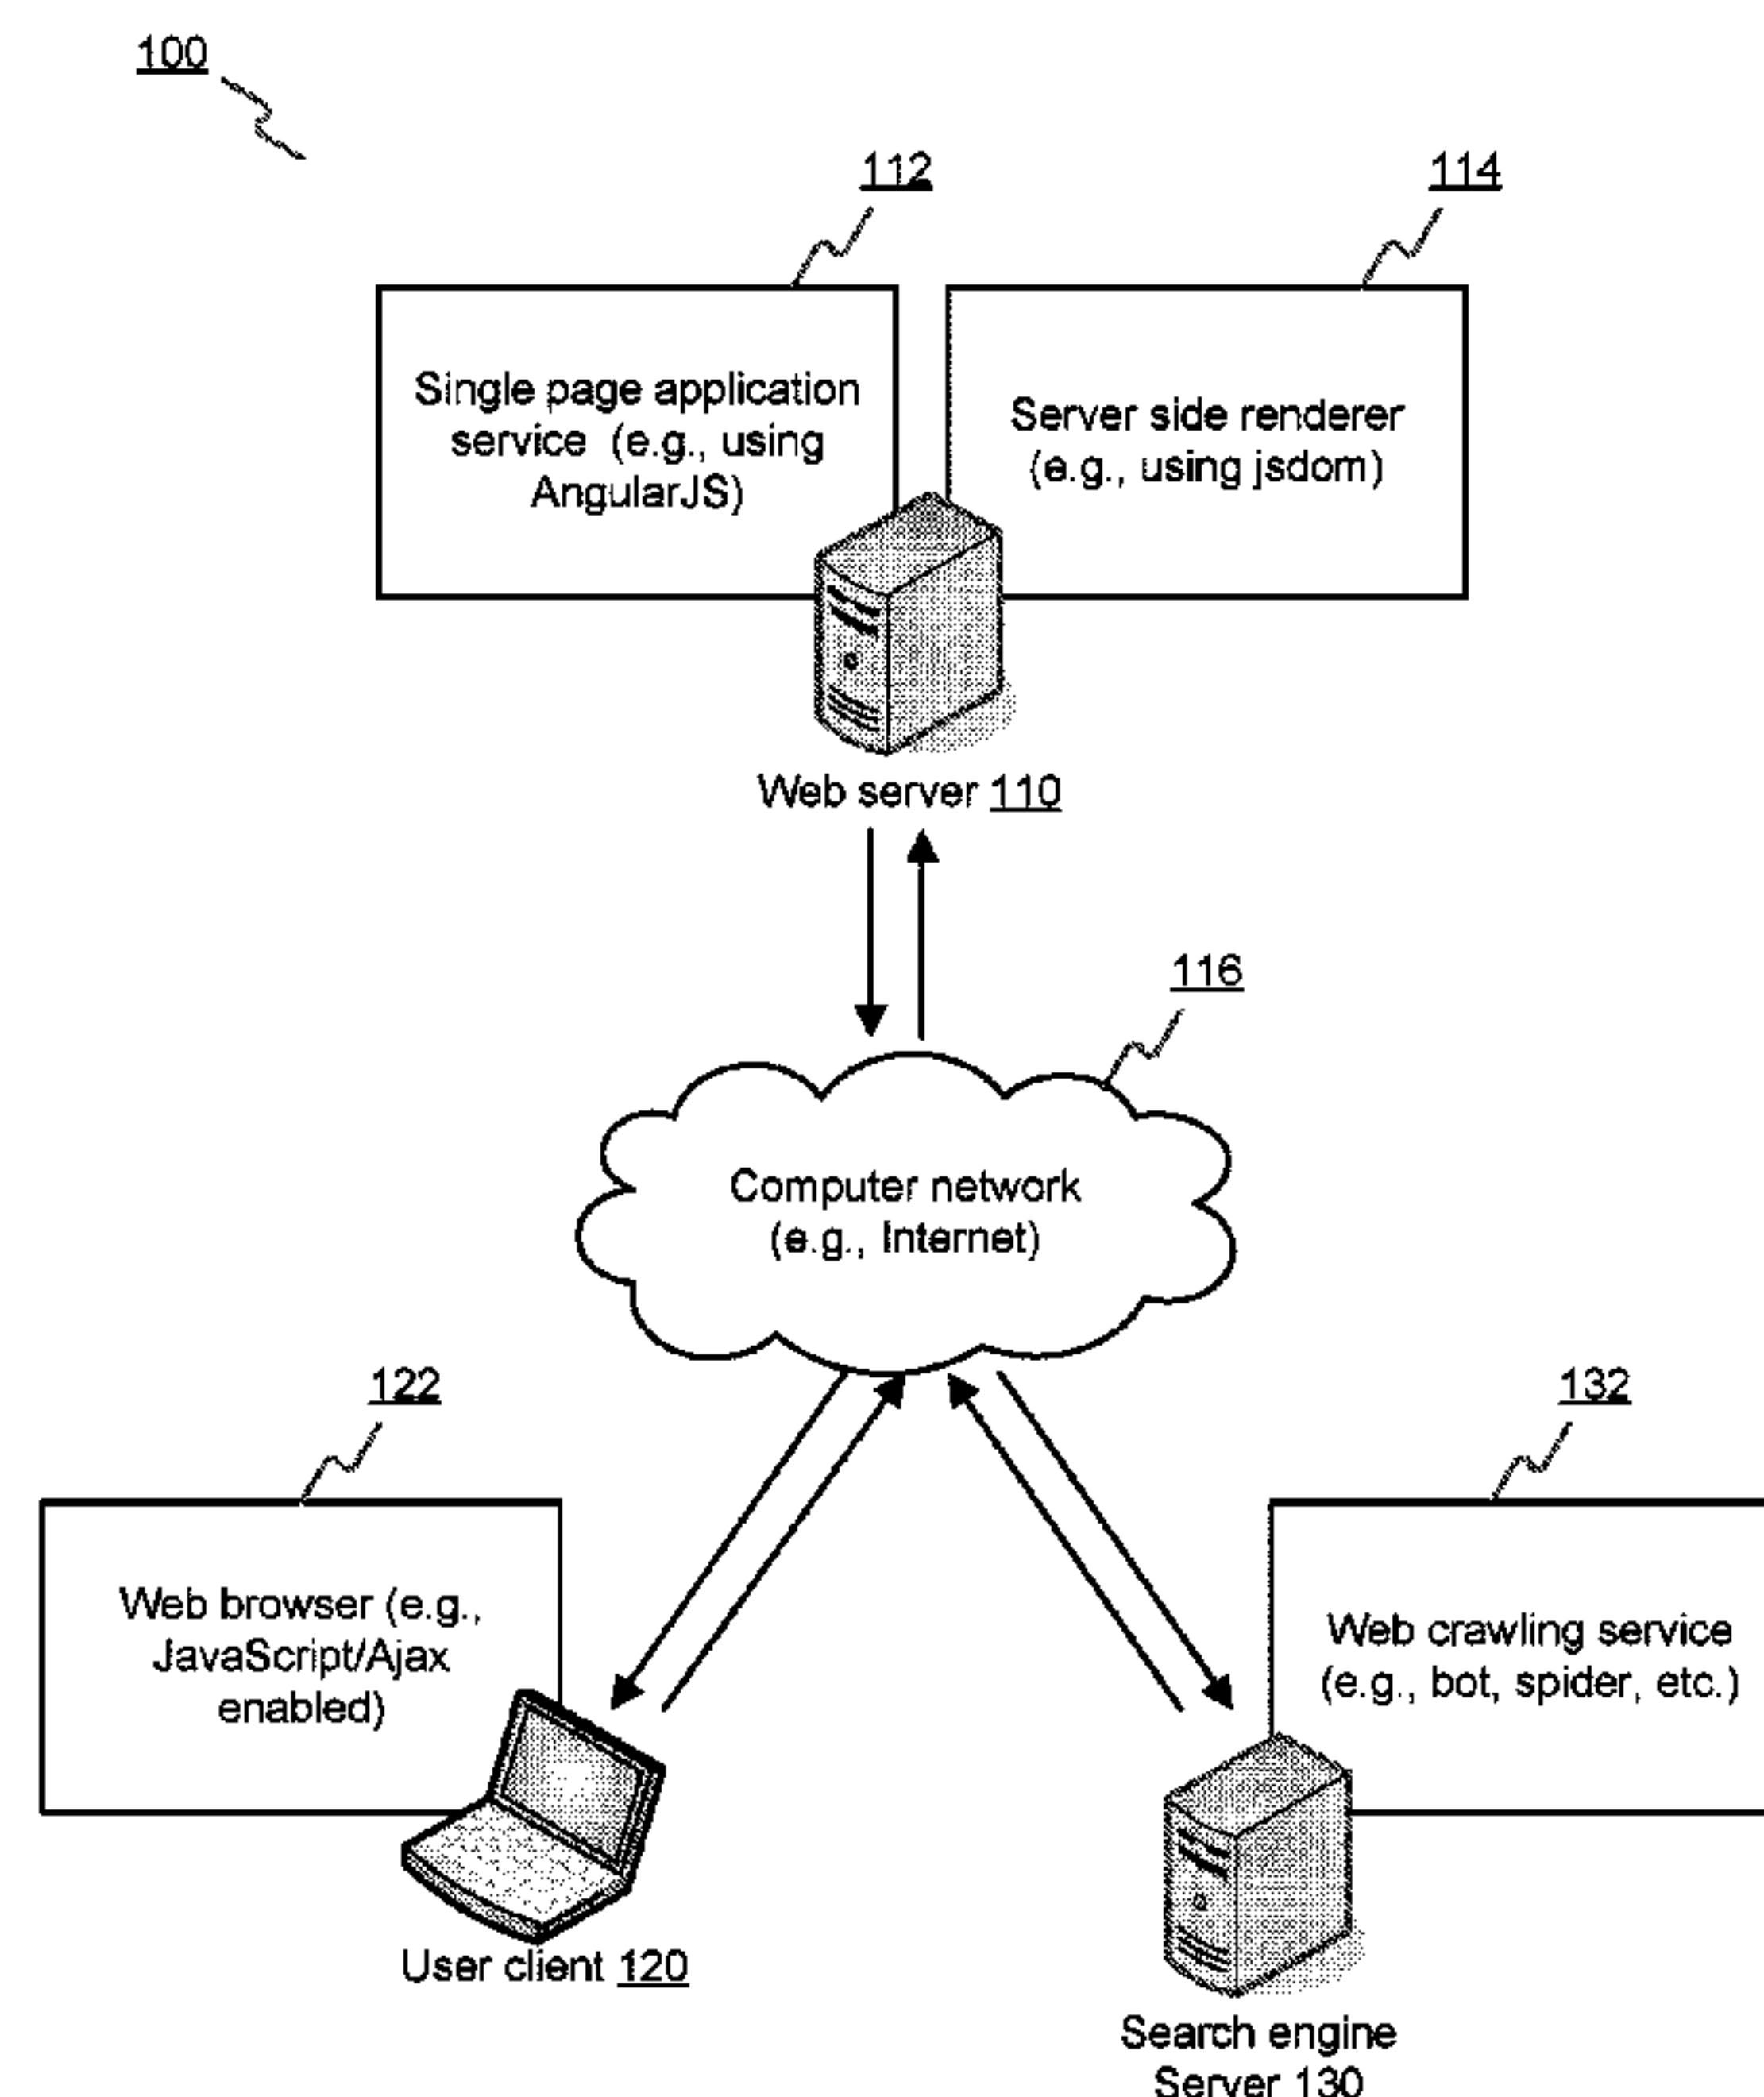 100
112
114
Single page application
service (e.g., using
AngularJS)
Server side renderer
(e.g., using jsdom)
Web server 110
116
Computer network
(e.g., Internet)
122
132
Web browser (e.g.,
JavaScript/Ajax
enabled)
Web crawling service
(e.g., bot, spider, etc.)
User client 120
Search engine
Server 130